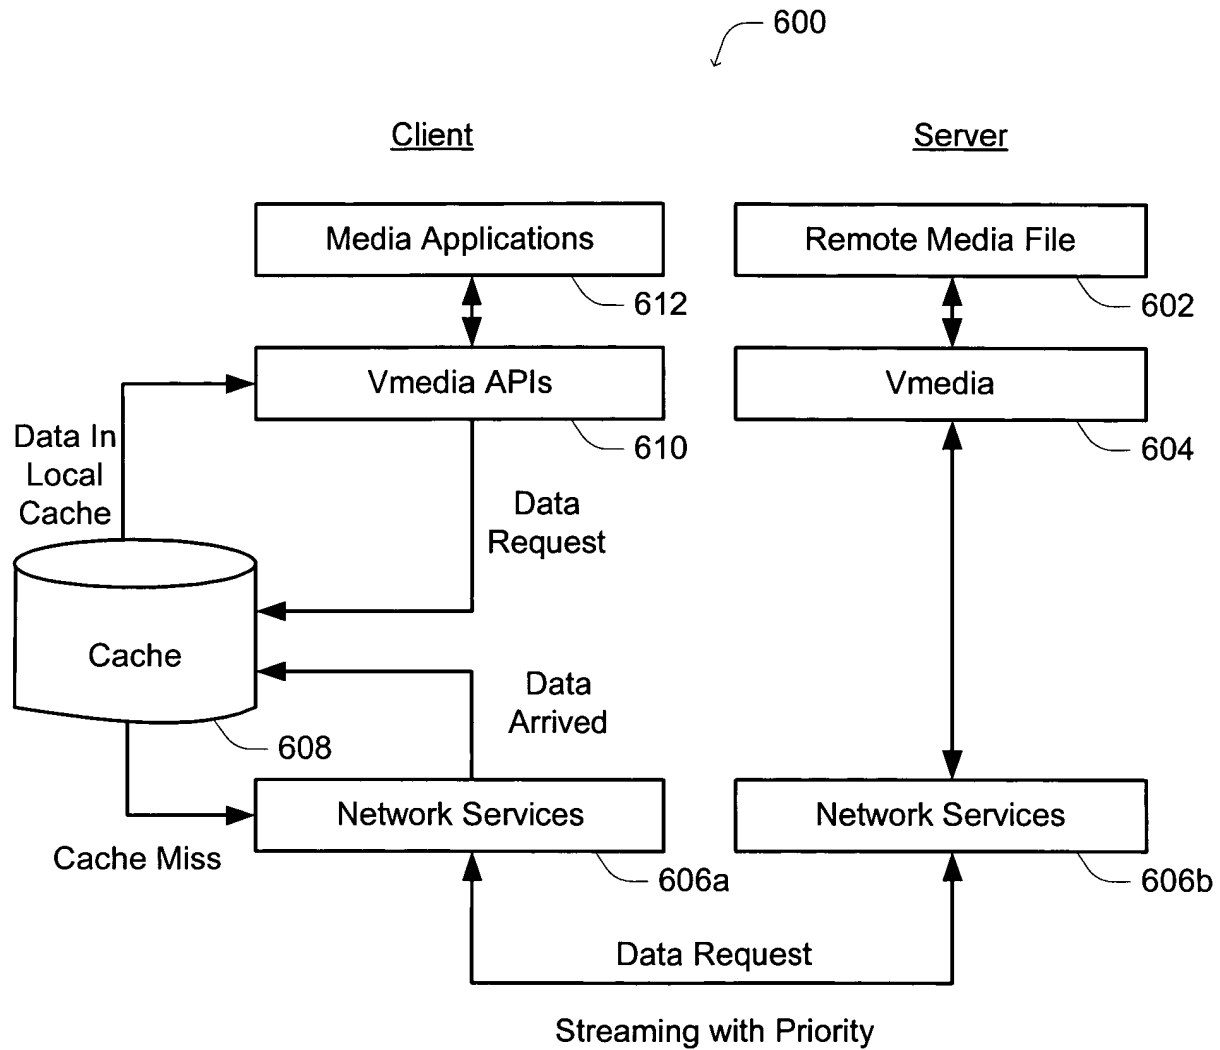 600
Client
Server
Media Applications
Remote Media File
612
602
Vmedia APIs
Vmedia
610
604
Data In
Local
Cache
Data
Request
Cache
Data
Arrived
608
Network Services
Network Services
Cache Miss
606a
606b
Data Request
Streaming with Priority